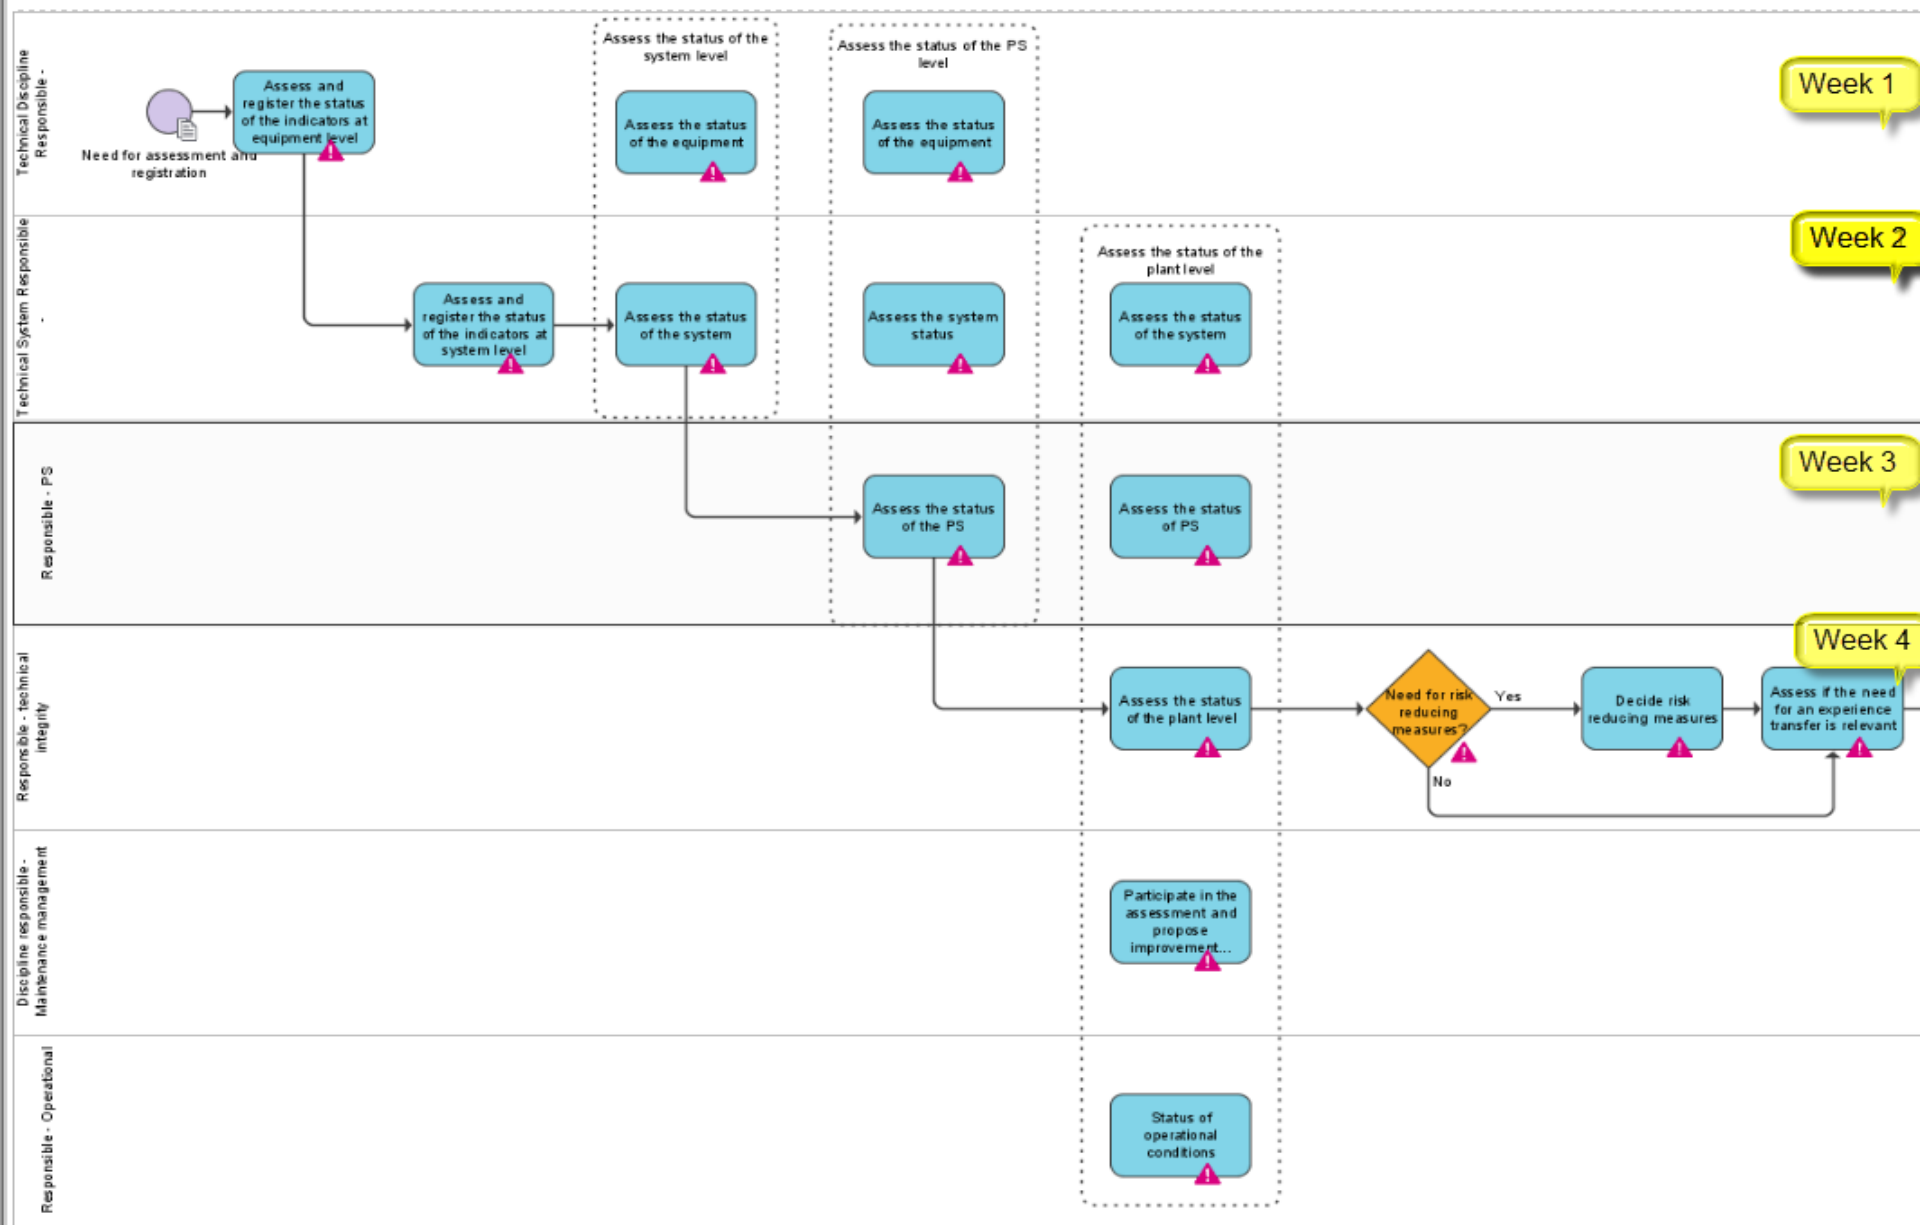 Technical Discipline
Responsible -
Need for assessment and
registration
Assess and
register the status
of the indicators at
equipment level
Assess the status of the
system level
Assess the status
of the equipment
Assess the status of the PS
level
Assess the status
of the equipment
Week 1
Technical System Responsible
-
Assess and
register the status
of the indicators at
system level
Assess the status
of the system
Assess the system
status
Assess the status of the
plant level
Assess the status
of the system
Week 2
Responsible - PS
Assess the status
of the PS
Assess the status
of PS
Week 3
Responsible - technical
integrity
Assess the status
of the plant level
Need for risk
reducing
measures?
Yes
No
Decide risk
reducing measures
Assess if the need
for an experience
transfer is relevant
Week 4
Discipline responsible -
Maintenance management
Participate in the
assessment and
propose
improvement...
Responsible - Operational
Status of
operational
conditions